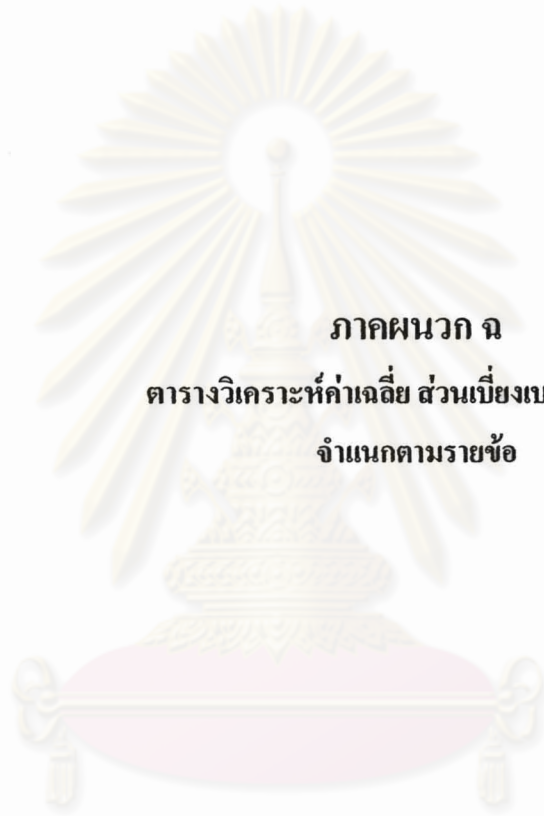 ภาคผนวก ฉ
ตารางวิเคราะห์ค่าเฉลี่ย ส่วนเบี่ยงเบ
จำแนกตามรายข้อ